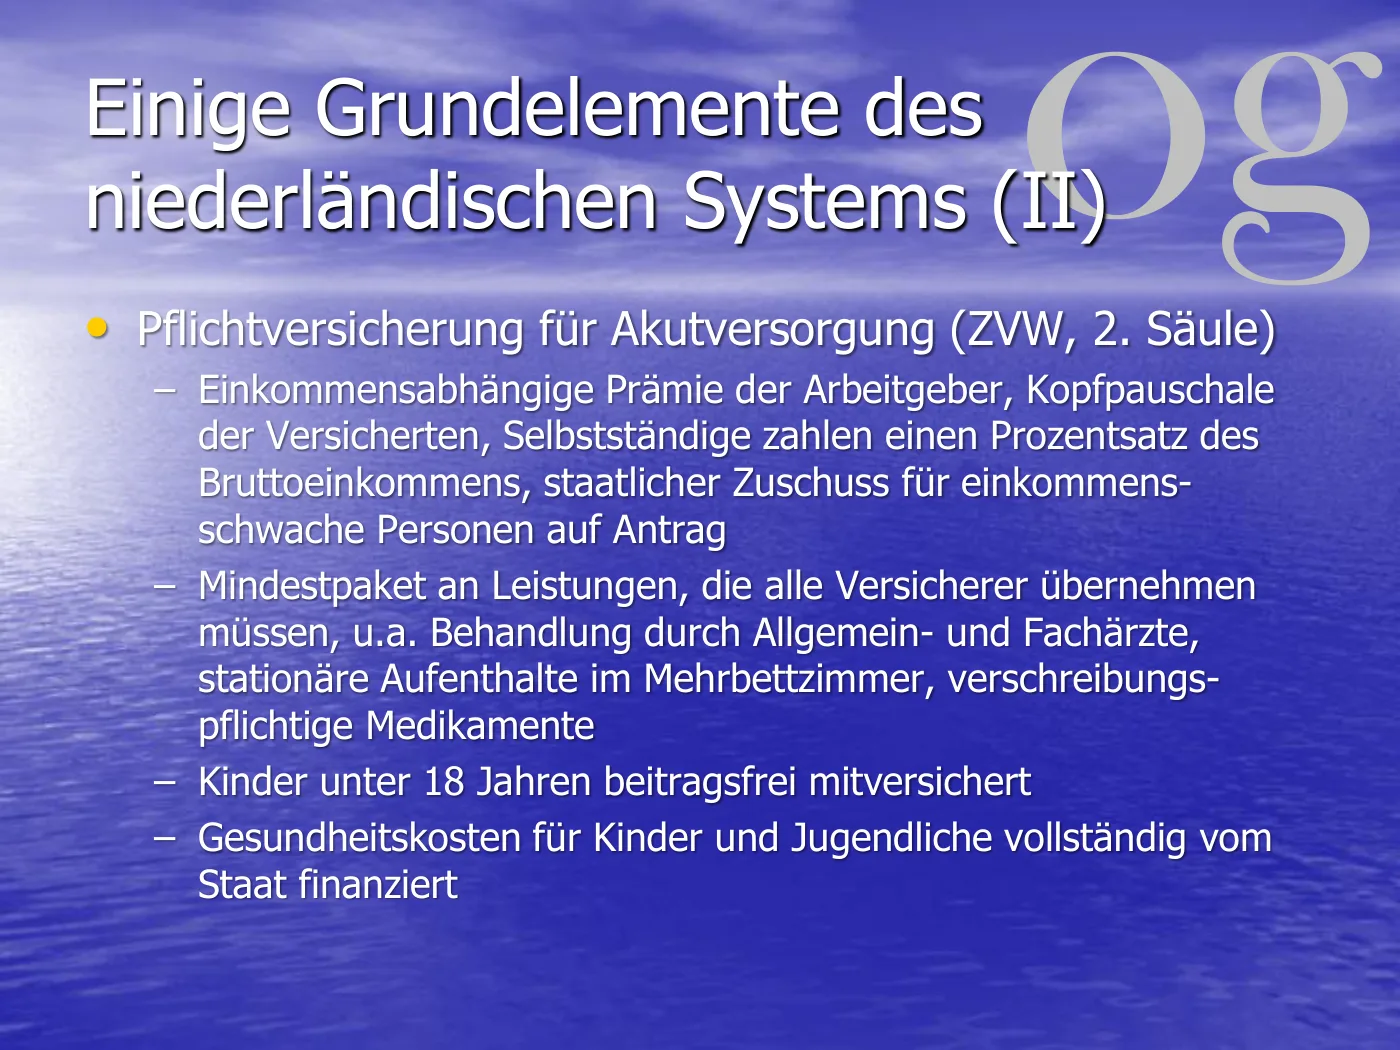 og
Einige Grundelemente des
niederländischen Systems (II)
• Pflichtversicherung für Akutversorgung (ZVW, 2. Säule)
– Einkommensabhängige Prämie der Arbeitgeber, Kopfpauschale
der Versicherten, Selbstständige zahlen einen Prozentsatz des
Bruttoeinkommens, staatlicher Zuschuss für einkommens-
schwache Personen auf Antrag
– Mindestpaket an Leistungen, die alle Versicherer übernehmen
müssen, u.a. Behandlung durch Allgemein- und Fachärzte,
stationäre Aufenthalte im Mehrbettzimmer, verschreibungs-
pflichtige Medikamente
– Kinder unter 18 Jahren beitragsfrei mitversichert
– Gesundheitskosten für Kinder und Jugendliche vollständig vom
Staat finanziert